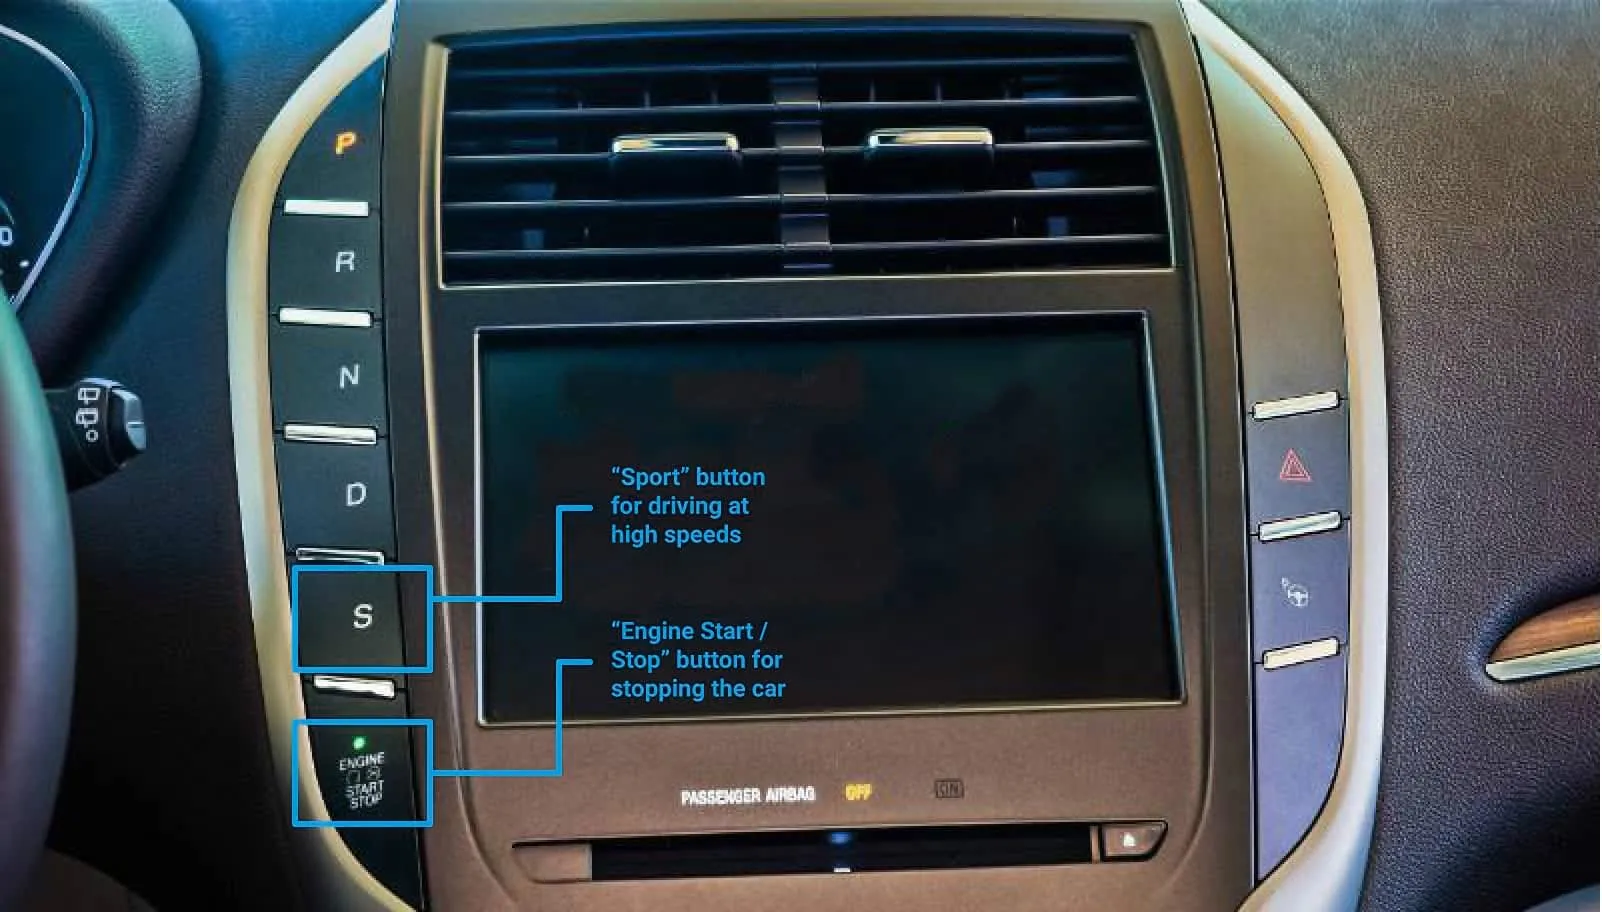 P
R
N
D
“Sport” button
for driving at
high speeds
S
“Engine Start /
Stop” button for
stopping the car
ENGINE
START
STOP
PASSENGER AIRBAG OFF ON
0